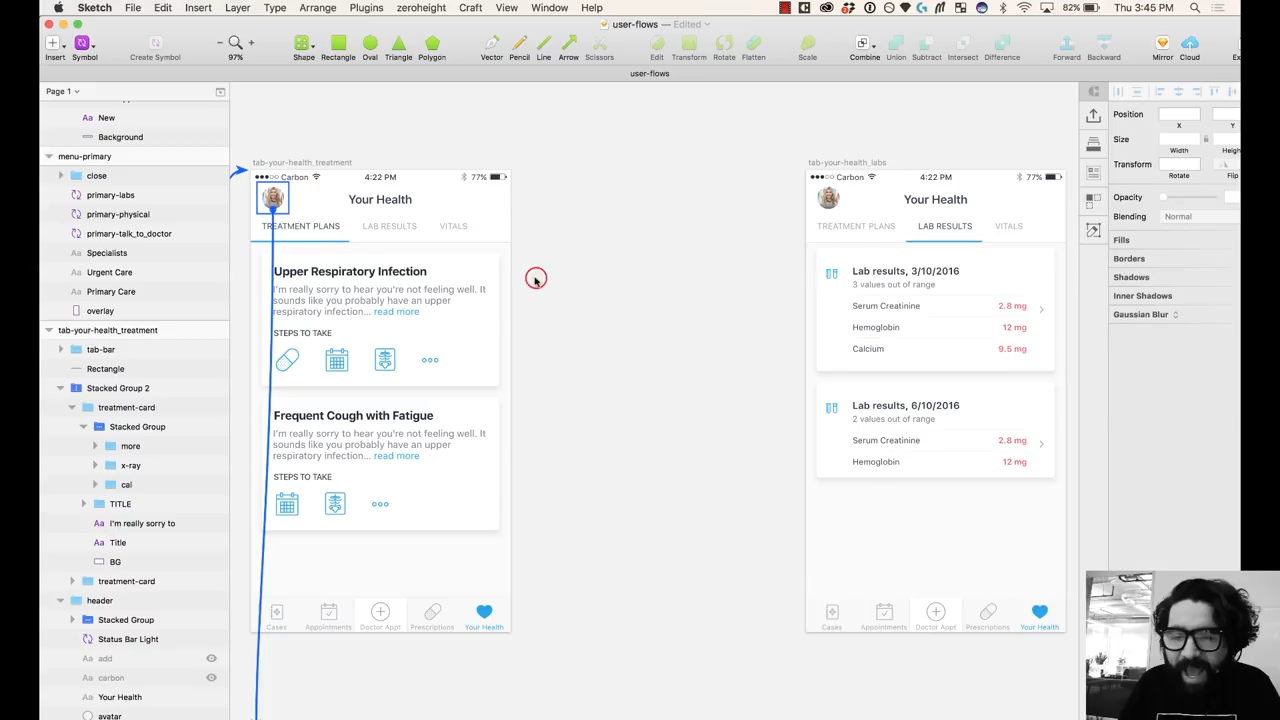 Sketch File Edit Insert Layer Type Arrange Plugins zeroheight Craft View Window Help 82% Thu 3:45 PM
user-flows — Edited
Insert Symbol Create Symbol 97% Shape Rectangle Oval Triangle Polygon Vector Pencil Line Arrow Scissors Edit Transform Rotate Flatten Scale Combine Union Subtract Intersect Difference Forward Backward Mirror Cloud
user-flows
Page 1
Aa New
Background
menu-primary
close
primary-labs
primary-physical
primary-talk_to_doctor
Aa Specialists
Aa Urgent Care
Aa Primary Care
overlay
tab-your-health_treatment
tab-bar
Rectangle
Stacked Group 2
treatment-card
Stacked Group
more
x-ray
cal
TITLE
Aa I'm really sorry to
Aa Title
BG
treatment-card
header
Stacked Group
Status Bar Light
Aa add
Aa carbon
Aa Your Health
avatar
tab-your-health_treatment
Carbon 4:22 PM 77%
Your Health
TREATMENT PLANS LAB RESULTS VITALS
Upper Respiratory Infection
I'm really sorry to hear you're not feeling well. It
sounds like you probably have an upper
respiratory infection... read more
STEPS TO TAKE
Frequent Cough with Fatigue
I'm really sorry to hear you're not feeling well. It
sounds like you probably have an upper
respiratory infection... read more
STEPS TO TAKE
Cases Appointments Doctor Appt Prescriptions Your Health
tab-your-health_labs
Carbon 4:22 PM 77%
Your Health
TREATMENT PLANS LAB RESULTS VITALS
Lab results, 3/10/2016
3 values out of range
Serum Creatinine 2.8 mg
Hemoglobin 12 mg
Calcium 9.5 mg
Lab results, 6/10/2016
2 values out of range
Serum Creatinine 2.8 mg
Hemoglobin 12 mg
Cases Appointments Doctor Appt Prescriptions Your Health
Position
X Y
Size
Width
Transform
Rotate Flip
Opacity
Blending Normal
Fills
Borders
Shadows
Inner Shadows
Gaussian Blur